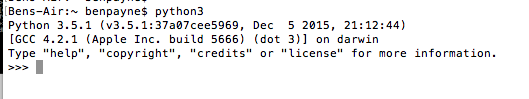 Bens-Air:~ benpayne$ python3
Python 3.5.1 (v3.5.1:37a07cee5969, Dec  5 2015, 21:12:44)
[GCC 4.2.1 (Apple Inc. build 5666) (dot 3)] on darwin
Type "help", "copyright", "credits" or "license" for more information.
>>>